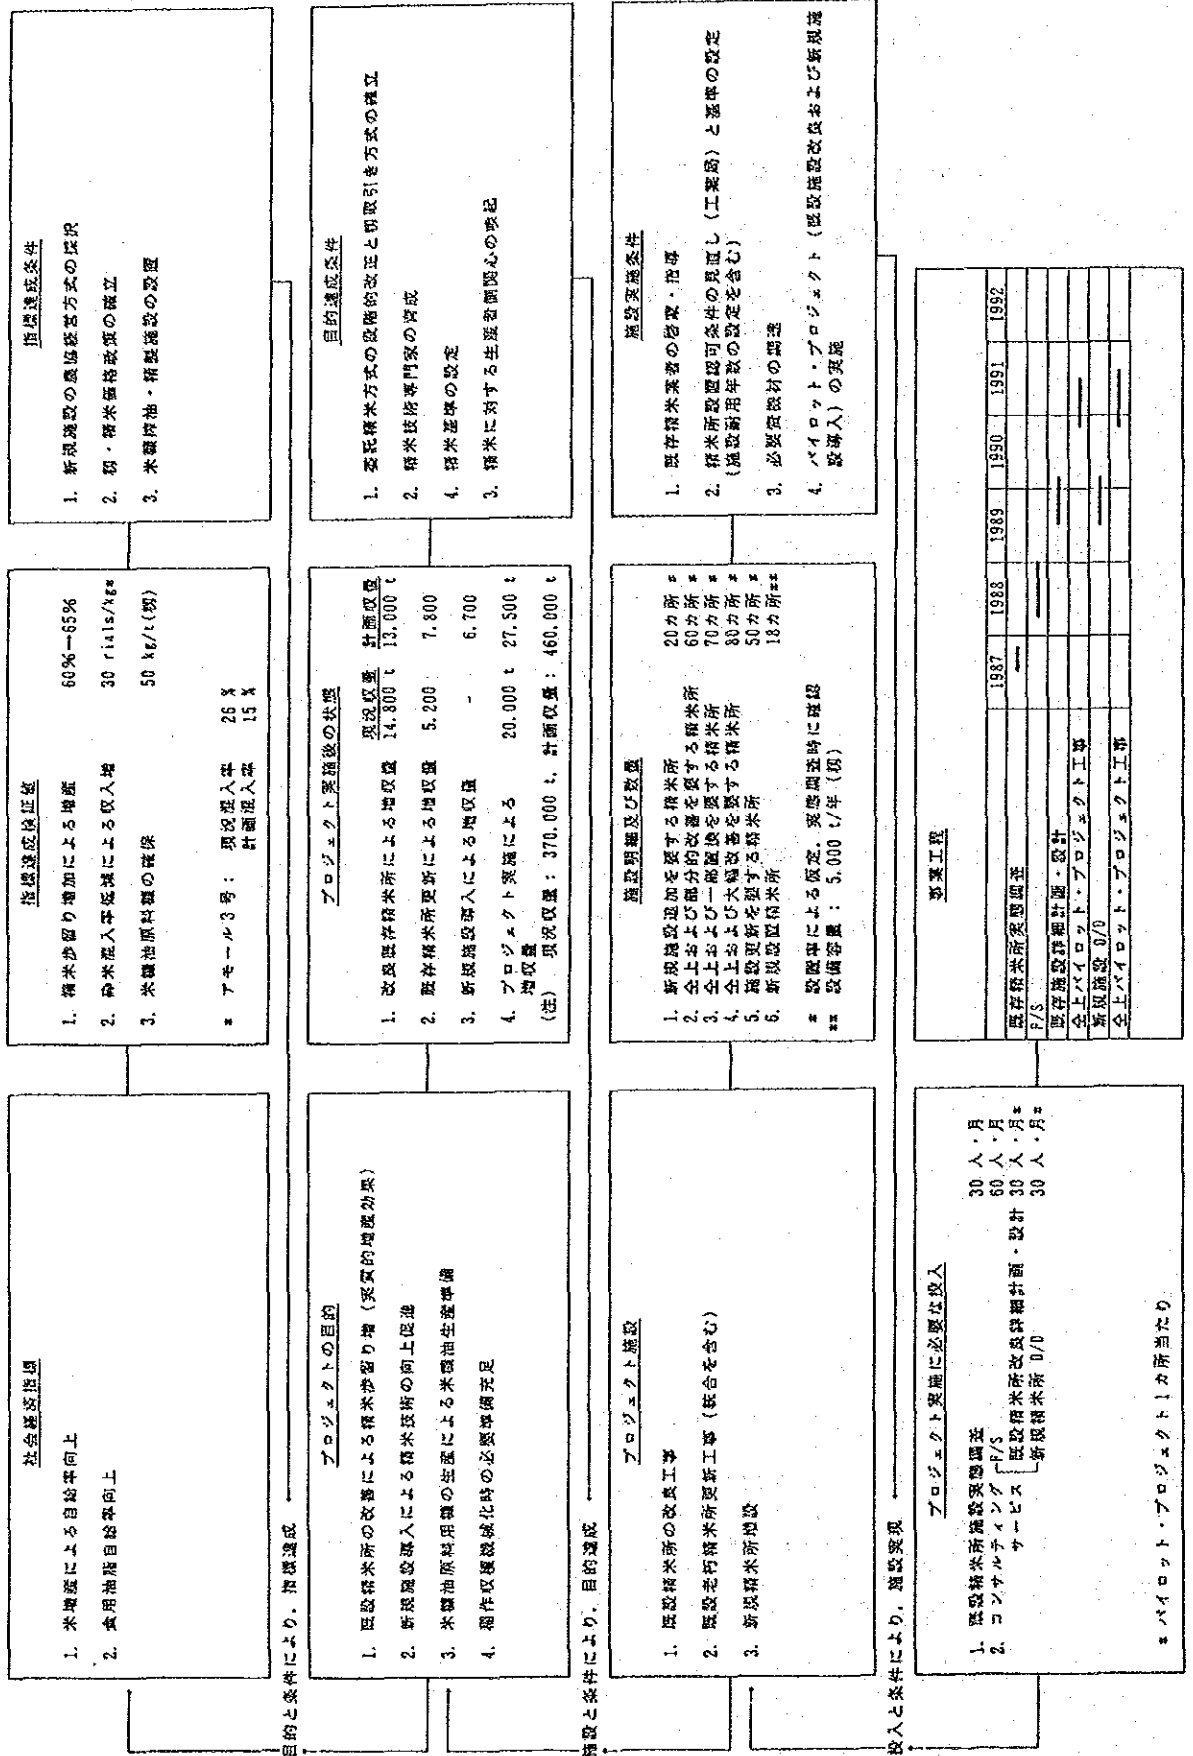 社会経済指標
1. 米増産による自給率向上
2. 食用油脂自給率向上
指標達成検証値
1. 精米歩留り増加による増産 60%—65%
2. 砕米混入率低減による収入増 30 rials/kg*
3. 米糠油原料糠の確保 50 kg/t(籾)
* アモール3号: 現況混入率 26 %
計画混入率 15 %
指標達成条件
1. 新規施設の農協経営方式の採択
2. 籾・精米価格政策の確立
3. 米糠搾油・精製施設の設置
目的と条件により、指標達成
プロジェクトの目的
1. 既設精米所の改善による精米歩留り増 (実質的増産効果)
2. 新規施設導入による精米技術の向上促進
3. 米糠油原料用糠の生産による米糠油生産準備
4. 稲作収穫機械化時の必要準備充足
プロジェクト実施後の状態
現況収量 計画収量
1. 改良既存精米所による増収量 14.800 t 13.000 t
2. 既存精米所更新による増収量 5.200 7.800
3. 新規施設導入による増収量 - 6.700
4. プロジェクト実施による 20.000 t 27.500 t
増収量
(注) 現況収量: 370.000 t. 計画収量: 460.000 t
目的達成条件
1. 委託精米方式の段階的改正と籾取引き方式の確立
2. 精米技術専門家の育成
4. 精米基準の設定
3. 精米に対する生産者側関心の喚起
施設と条件により、目的達成
プロジェクト施設
1. 既設精米所の改良工事
2. 既設老朽精米所更新工事 (統合を含む)
3. 新規精米所増設
施設明細及び数量
1. 新規施設追加を要する精米所 20カ所 *
2. 仝上および部分的改善を要する精米所 60カ所 *
3. 仝上および一部置換を要する精米所 70カ所 *
4. 仝上および大幅改善を要する精米所 80カ所 *
5. 施設更新を要する精米所 50カ所 *
6. 新規設置精米所 18カ所**
* 設置率による仮定. 実態調査時に確認
** 設備容量: 5.000 t/年 (籾)
施設実施条件
1. 既存精米業者の啓蒙・指導
2. 精米所設置認可条件の見直し (工業局) と基準の設定
(施設耐用年数の設定を含む)
3. 必要資機材の調達
4. パイロット・プロジェクト (既設施設改良および新規施
設導入) の実施
投入と条件により、施設実現
プロジェクト実施に必要な投入
1. 既設精米所施設実態調査 30 人・月
2. コンサルティング F/S 60 人・月
サービス 既設精米所改良詳細計画・設計 30 人・月*
新規精米所 D/D 30 人・月*
* パイロット・プロジェクト1カ所当たり
事業工程
1987 1988 1989 1990 1991 1992
既存精米所実態調査
F/S
既存施設詳細計画・設計
仝上パイロット・プロジェクト工事
新規施設 D/D
仝上パイロット・プロジェクト工事